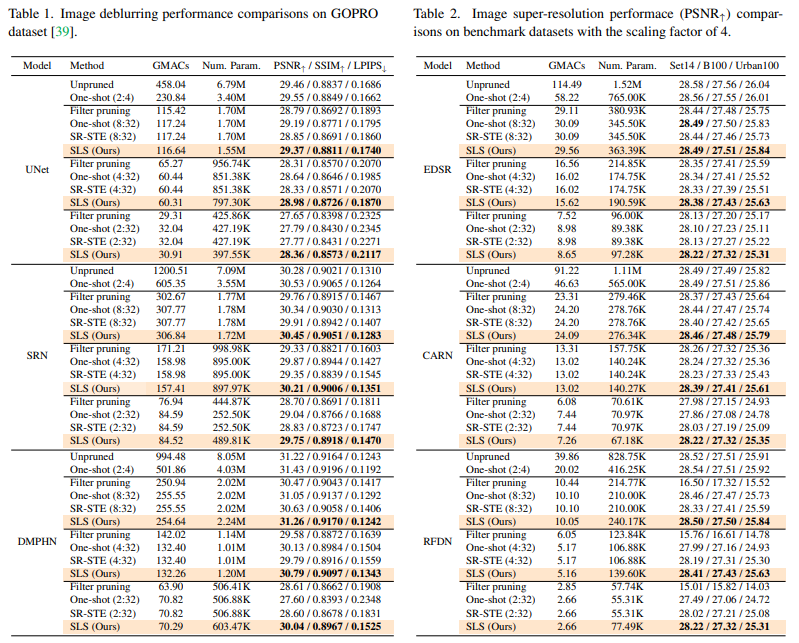 Table 1. Image deblurring performance comparisons on GOPRO
dataset [39].
Model Method GMACs Num. Param. PSNR↑ / SSIM↑ / LPIPS↓
UNet
Unpruned 458.04 6.79M 29.46 / 0.8837 / 0.1686
One-shot (2:4) 230.84 3.40M 29.55 / 0.8849 / 0.1662
Filter pruning 115.42 1.70M 28.79 / 0.8692 / 0.1893
One-shot (8:32) 117.24 1.70M 29.19 / 0.8771 / 0.1795
SR-STE (8:32) 117.24 1.70M 28.85 / 0.8691 / 0.1860
SLS (Ours) 116.64 1.55M 29.37 / 0.8811 / 0.1740
Filter pruning 65.27 956.74K 28.31 / 0.8570 / 0.2070
One-shot (4:32) 60.44 851.38K 28.64 / 0.8646 / 0.1985
SR-STE (4:32) 60.44 851.38K 28.33 / 0.8571 / 0.2070
SLS (Ours) 60.31 797.30K 28.98 / 0.8726 / 0.1870
Filter pruning 29.31 425.86K 27.65 / 0.8398 / 0.2325
One-shot (2:32) 32.04 427.19K 27.79 / 0.8430 / 0.2345
SR-STE (2:32) 32.04 427.19K 27.77 / 0.8431 / 0.2271
SLS (Ours) 30.91 397.55K 28.36 / 0.8573 / 0.2117
SRN
Unpruned 1200.51 7.09M 30.28 / 0.9021 / 0.1310
One-shot (2:4) 605.35 3.55M 30.53 / 0.9065 / 0.1264
Filter pruning 302.67 1.77M 29.76 / 0.8915 / 0.1467
One-shot (8:32) 307.77 1.78M 30.34 / 0.9030 / 0.1313
SR-STE (8:32) 307.77 1.78M 29.91 / 0.8942 / 0.1407
SLS (Ours) 306.84 1.72M 30.45 / 0.9051 / 0.1283
Filter pruning 171.21 998.98K 29.33 / 0.8821 / 0.1603
One-shot (4:32) 158.98 895.00K 29.87 / 0.8944 / 0.1427
SR-STE (4:32) 158.98 895.00K 29.35 / 0.8839 / 0.1545
SLS (Ours) 157.41 897.97K 30.21 / 0.9006 / 0.1351
Filter pruning 76.94 444.87K 28.70 / 0.8691 / 0.1811
One-shot (2:32) 84.59 252.50K 29.04 / 0.8766 / 0.1688
SR-STE (2:32) 84.59 252.50K 28.83 / 0.8723 / 0.1747
SLS (Ours) 84.52 489.81K 29.75 / 0.8918 / 0.1470
DMPHN
Unpruned 994.48 8.05M 31.22 / 0.9164 / 0.1243
One-shot (2:4) 501.86 4.03M 31.43 / 0.9196 / 0.1192
Filter pruning 250.94 2.02M 30.47 / 0.9043 / 0.1417
One-shot (8:32) 255.55 2.02M 31.05 / 0.9137 / 0.1292
SR-STE (8:32) 255.55 2.02M 30.63 / 0.9058 / 0.1406
SLS (Ours) 254.64 2.24M 31.26 / 0.9170 / 0.1242
Filter pruning 142.02 1.14M 29.58 / 0.8872 / 0.1639
One-shot (4:32) 132.40 1.01M 30.13 / 0.8984 / 0.1504
SR-STE (4:32) 132.40 1.01M 29.79 / 0.8916 / 0.1559
SLS (Ours) 132.26 1.20M 30.79 / 0.9097 / 0.1343
Filter pruning 63.90 506.41K 28.61 / 0.8662 / 0.1908
One-shot (2:32) 70.82 506.88K 27.60 / 0.8393 / 0.2348
SR-STE (2:32) 70.82 506.88K 28.60 / 0.8678 / 0.1831
SLS (Ours) 70.29 603.47K 30.04 / 0.8967 / 0.1525
Table 2. Image super-resolution performace (PSNR↑) compar-
isons on benchmark datasets with the scaling factor of 4.
Model Method GMACs Num. Param. Set14 / B100 / Urban100
EDSR
Unpruned 114.49 1.52M 28.58 / 27.56 / 26.04
One-shot (2:4) 58.22 765.00K 28.56 / 27.55 / 26.01
Filter pruning 29.11 380.93K 28.44 / 27.48 / 25.75
One-shot (8:32) 30.09 345.50K 28.49 / 27.50 / 25.83
SR-STE (8:32) 30.09 345.50K 28.44 / 27.46 / 25.73
SLS (Ours) 29.56 363.39K 28.49 / 27.51 / 25.84
Filter pruning 16.56 214.85K 28.35 / 27.41 / 25.59
One-shot (4:32) 16.02 174.75K 28.34 / 27.41 / 25.52
SR-STE (4:32) 16.02 174.75K 28.33 / 27.39 / 25.51
SLS (Ours) 15.62 190.59K 28.38 / 27.43 / 25.63
Filter pruning 7.52 96.00K 28.13 / 27.20 / 25.17
One-shot (2:32) 8.98 89.38K 28.10 / 27.23 / 25.11
SR-STE (2:32) 8.98 89.38K 28.13 / 27.27 / 25.22
SLS (Ours) 8.65 97.28K 28.22 / 27.32 / 25.31
CARN
Unpruned 91.22 1.11M 28.49 / 27.49 / 25.82
One-shot (2:4) 46.63 565.00K 28.49 / 27.51 / 25.86
Filter pruning 23.31 279.46K 28.37 / 27.43 / 25.64
One-shot (8:32) 24.20 278.76K 28.44 / 27.47 / 25.74
SR-STE (8:32) 24.20 278.76K 28.40 / 27.42 / 25.65
SLS (Ours) 24.09 276.34K 28.46 / 27.48 / 25.79
Filter pruning 13.31 157.75K 28.26 / 27.32 / 25.36
One-shot (4:32) 13.02 140.24K 28.24 / 27.32 / 25.36
SR-STE (4:32) 13.02 140.24K 28.23 / 27.33 / 25.43
SLS (Ours) 13.02 140.27K 28.39 / 27.41 / 25.61
Filter pruning 6.08 70.61K 27.98 / 27.15 / 24.93
One-shot (2:32) 7.44 70.97K 27.86 / 27.08 / 24.78
SR-STE (2:32) 7.44 70.97K 28.03 / 27.19 / 25.09
SLS (Ours) 7.26 67.18K 28.22 / 27.32 / 25.35
RFDN
Unpruned 39.86 828.75K 28.52 / 27.51 / 25.91
One-shot (2:4) 20.02 416.25K 28.54 / 27.51 / 25.92
Filter pruning 10.44 214.77K 16.50 / 17.32 / 15.52
One-shot (8:32) 10.10 210.00K 28.46 / 27.46 / 25.73
SR-STE (8:32) 10.10 210.00K 28.33 / 27.41 / 25.59
SLS (Ours) 10.05 240.17K 28.50 / 27.50 / 25.84
Filter pruning 6.05 123.84K 15.76 / 16.61 / 14.78
One-shot (4:32) 5.17 106.88K 27.99 / 27.16 / 24.93
SR-STE (4:32) 5.17 106.88K 28.19 / 27.31 / 25.30
SLS (Ours) 5.16 139.60K 28.41 / 27.43 / 25.63
Filter pruning 2.85 57.74K 15.01 / 15.82 / 14.03
One-shot (2:32) 2.66 55.31K 27.49 / 27.06 / 24.72
SR-STE (2:32) 2.66 55.31K 28.02 / 27.21 / 25.08
SLS (Ours) 2.66 77.49K 28.22 / 27.32 / 25.31